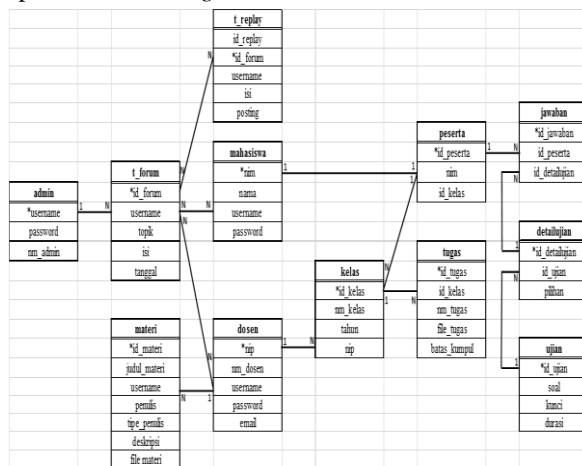 t_replay
id_replay
*id_forum
username
isi
posting
mahasiswa
*nim
nama
username
password
t_forum
*id_forum
username
topik
isi
tanggal
admin
*username
password
nm_admin
materi
*id_materi
judul_materi
username
penulis
tipe_penulis
deskripsi
file materi
dosen
*nip
nm_dosen
username
password
email
kelas
*id_kelas
nm_kelas
tahun
nip
peserta
*id_peserta
nim
id_kelas
tugas
*id_tugas
id_kelas
nm_tugas
file_tugas
batas_kumpul
jawaban
*id_jawaban
id_peserta
id_detailujian
detailujian
*id_detailujian
id_ujian
pilihan
ujian
*id_ujian
soal
kunci
durasi
N
N
1
N
N
N
N
N
N
1
1
N
1
1
N
1
N
1
N
N
1
N
1